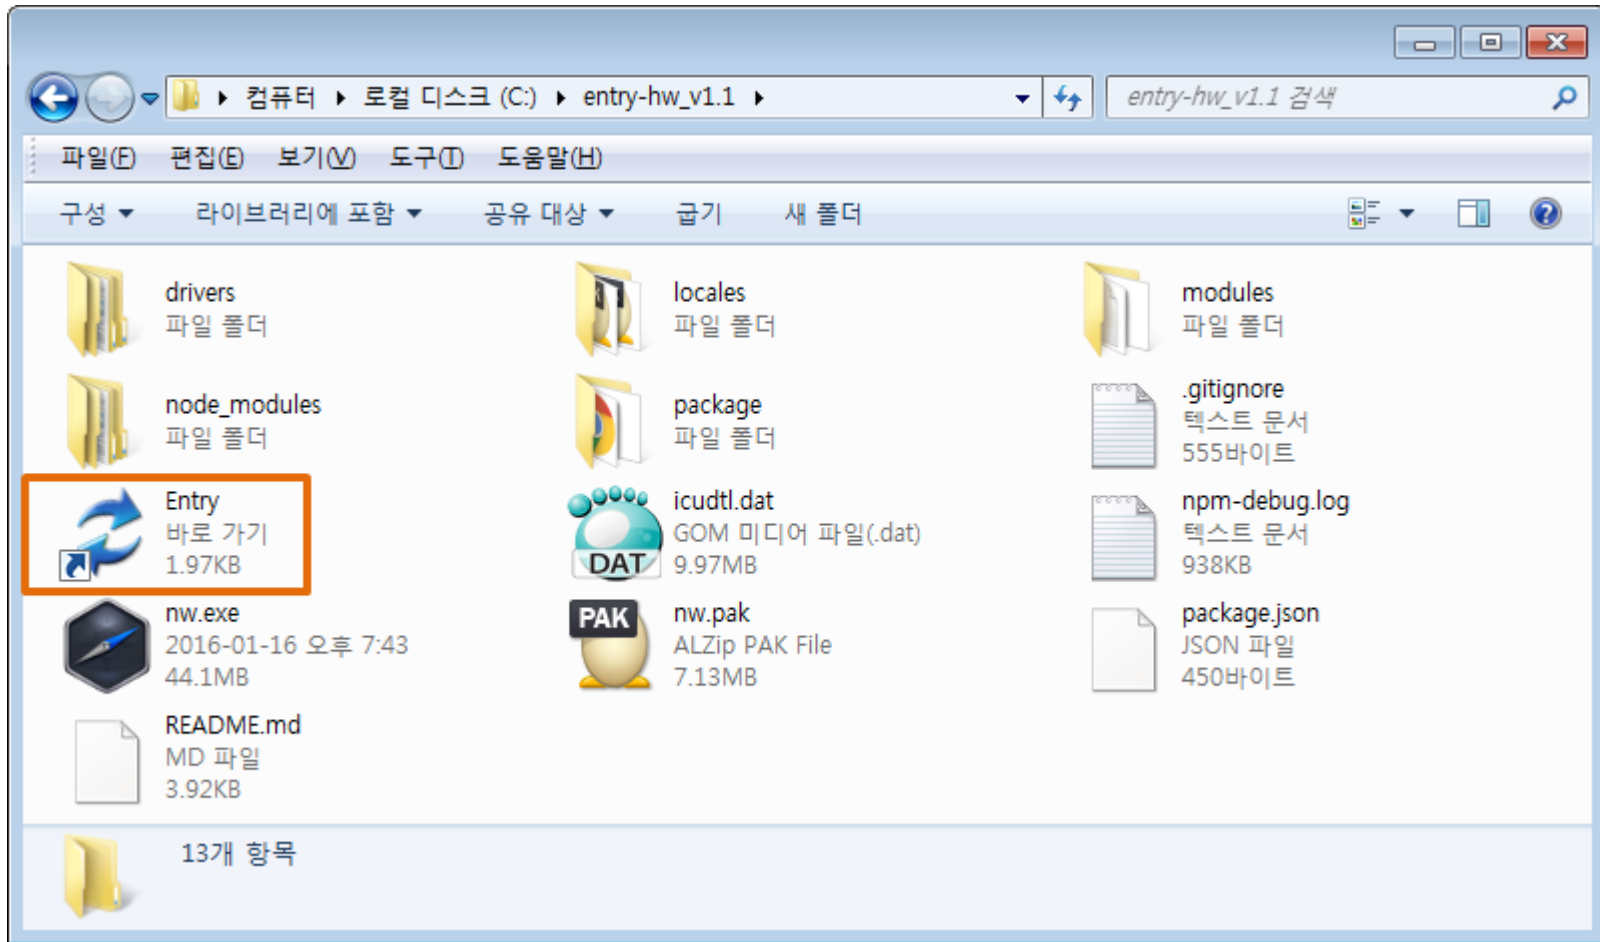 컴퓨터 로컬 디스크 (C:) entry-hw_v1.1
entry-hw_v1.1 검색
파일(F) 편집(E) 보기(V) 도구(T) 도움말(H)
구성 라이브러리에 포함 공유 대상 굽기 새 폴더
drivers
파일 폴더
locales
파일 폴더
modules
파일 폴더
node_modules
파일 폴더
package
파일 폴더
.gitignore
텍스트 문서
555바이트
Entry
바로 가기
1.97KB
DAT
icudtl.dat
GOM 미디어 파일(.dat)
9.97MB
npm-debug.log
텍스트 문서
938KB
nw.exe
2016-01-16 오후 7:43
44.1MB
PAK
nw.pak
ALZip PAK File
7.13MB
package.json
JSON 파일
450바이트
README.md
MD 파일
3.92KB
13개 항목